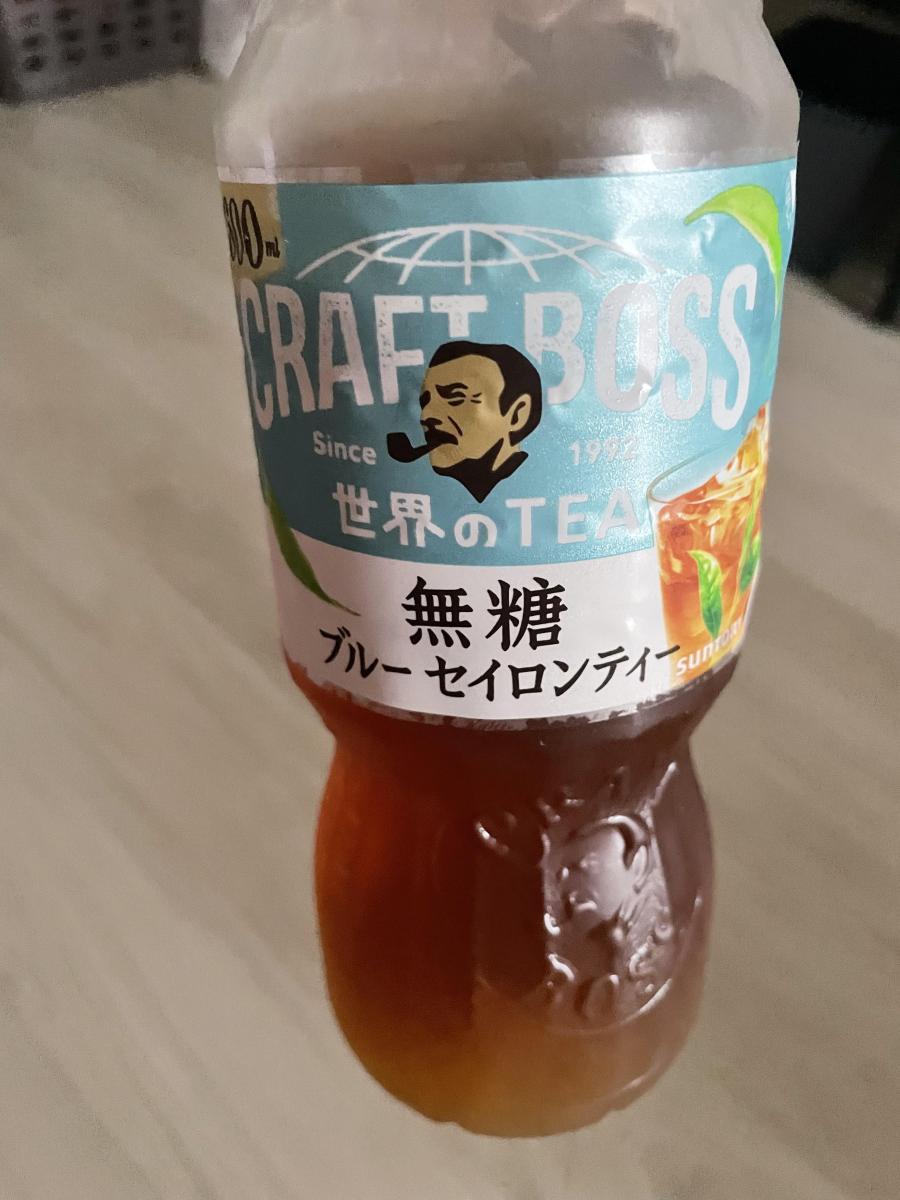 600ml
CRAFT BOSS
Since 1992
世界のTEA
無糖
ブルーセイロンティー
SUNTORY